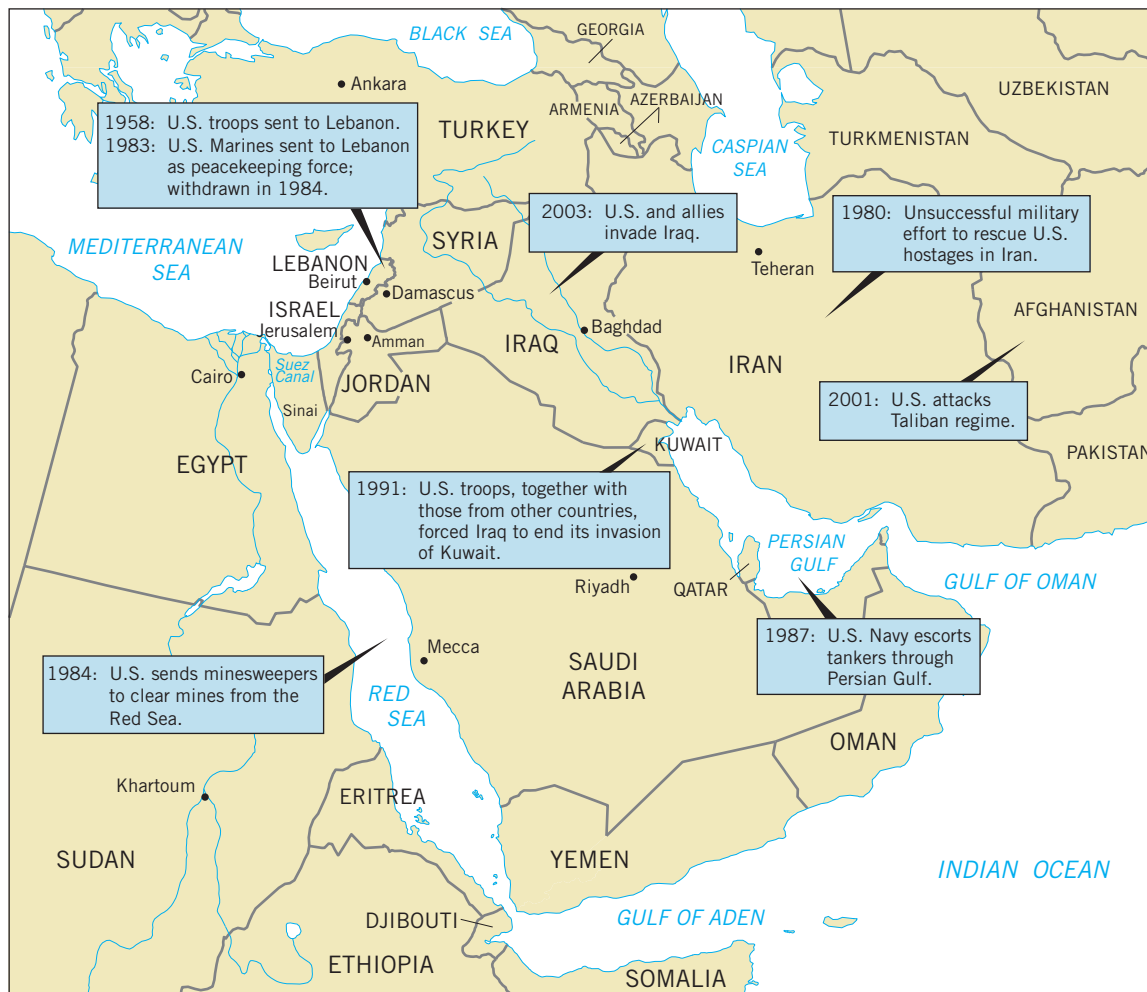 BLACK SEA
GEORGIA
Ankara
UZBEKISTAN
ARMENIA
AZERBAIJAN
1958: U.S. troops sent to Lebanon.
1983: U.S. Marines sent to Lebanon
as peacekeeping force;
withdrawn in 1984.
TURKEY
TURKMENISTAN
CASPIAN
SEA
2003: U.S. and allies
invade Iraq.
1980: Unsuccessful military
effort to rescue U.S.
hostages in Iran.
MEDITERRANEAN
SEA
SYRIA
LEBANON
Beirut
Teheran
Damascus
AFGHANISTAN
ISRAEL
Jerusalem
Amman
Baghdad
IRAQ
IRAN
Suez
Canal
Cairo
JORDAN
Sinai
2001: U.S. attacks
Taliban regime.
KUWAIT
PAKISTAN
EGYPT
1991: U.S. troops, together with
those from other countries,
forced Iraq to end its invasion
of Kuwait.
PERSIAN
GULF
Riyadh
QATAR
GULF OF OMAN
1987: U.S. Navy escorts
tankers through
Persian Gulf.
Mecca
1984: U.S. sends minesweepers
to clear mines from the
Red Sea.
SAUDI
ARABIA
RED
SEA
OMAN
Khartoum
ERITREA
SUDAN
YEMEN
INDIAN OCEAN
DJIBOUTI
GULF OF ADEN
ETHIOPIA
SOMALIA